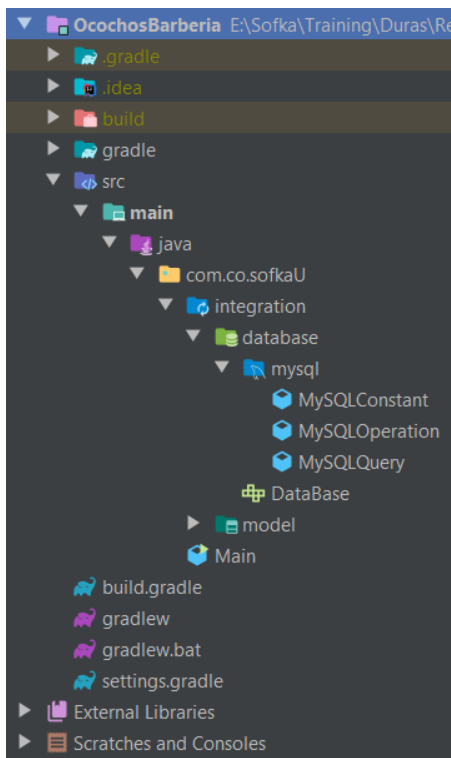 OcochosBarberia E:\Sofka\Training\Duras\Re
.gradle
.idea
build
gradle
src
main
java
com.co.sofkaU
integration
database
mysql
MySQLConstant
MySQLOperation
MySQLQuery
DataBase
model
Main
build.gradle
gradlew
gradlew.bat
settings.gradle
External Libraries
Scratches and Consoles